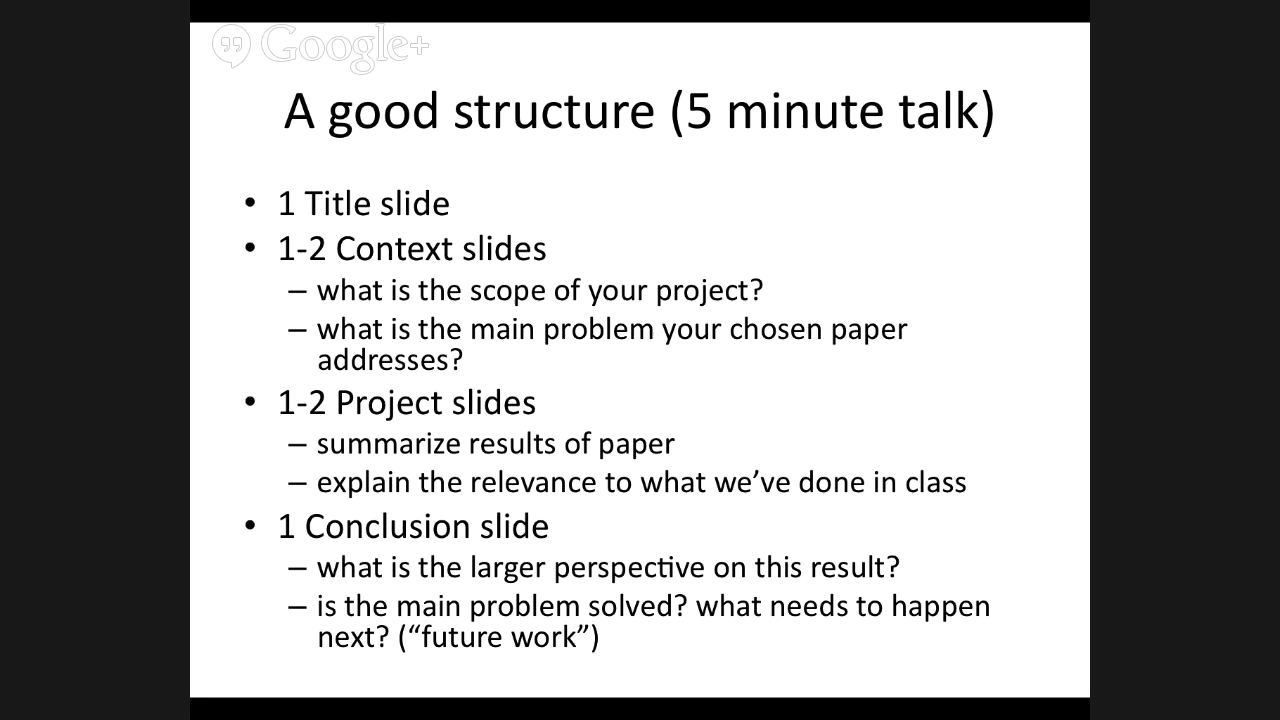 Google+
A good structure (5 minute talk)
• 1 Title slide
• 1-2 Context slides
– what is the scope of your project?
– what is the main problem your chosen paper
addresses?
• 1-2 Project slides
– summarize results of paper
– explain the relevance to what we’ve done in class
• 1 Conclusion slide
– what is the larger perspective on this result?
– is the main problem solved? what needs to happen
next? (“future work”)